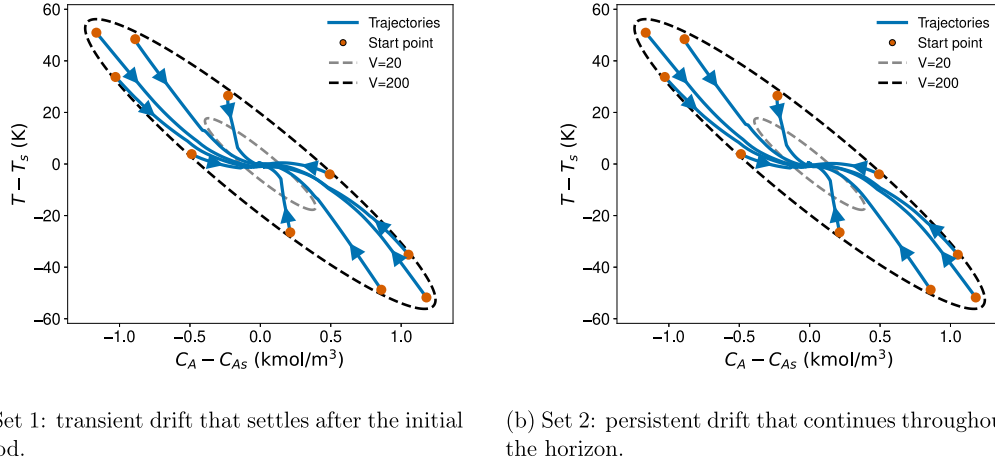 60
40
20
0
−20
−40
−60
−1.0 −0.5 0.0 0.5 1.0
T − Ts (K)
CA − CAs (kmol/m³)
Trajectories
Start point
V=20
V=200
60
40
20
0
−20
−40
−60
−1.0 −0.5 0.0 0.5 1.0
T − Ts (K)
CA − CAs (kmol/m³)
Trajectories
Start point
V=20
V=200
Set 1: transient drift that settles after the initial
od.
(b) Set 2: persistent drift that continues throughou
the horizon.